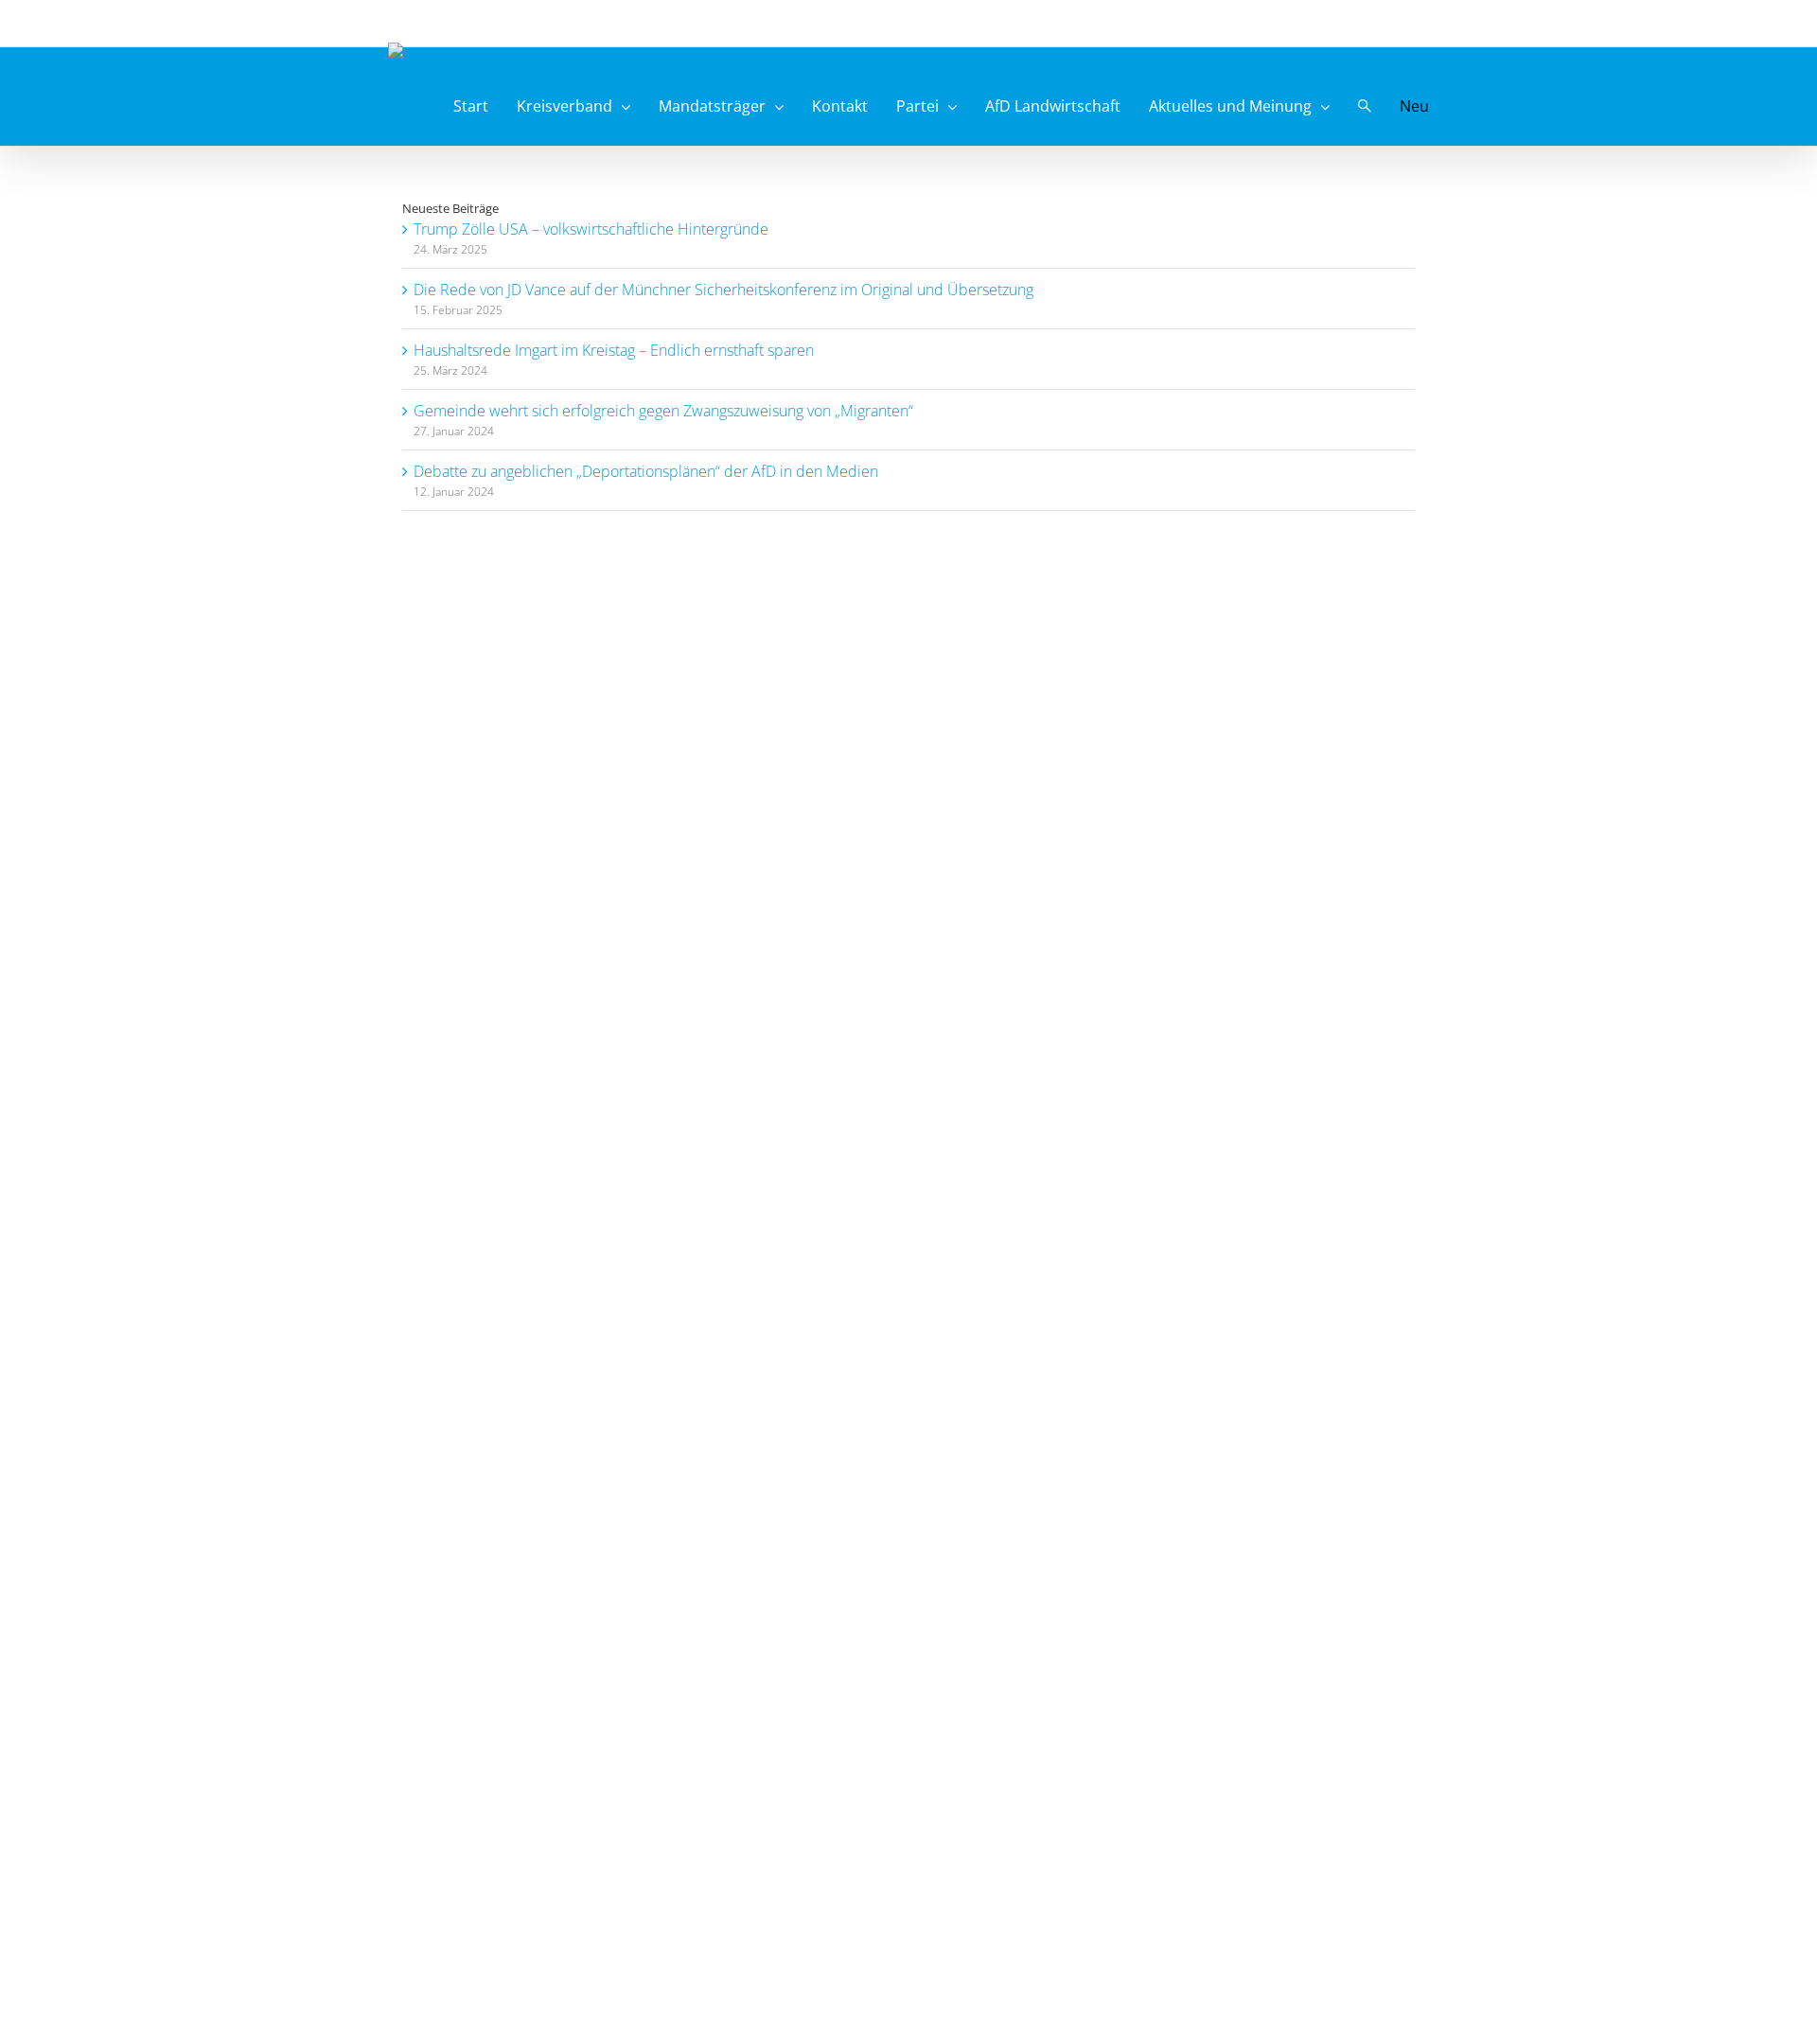 Start Kreisverband Mandatsträger Kontakt Partei AfD Landwirtschaft Aktuelles und Meinung Neu
Neueste Beiträge
Trump Zölle USA – volkswirtschaftliche Hintergründe
24. März 2025
Die Rede von JD Vance auf der Münchner Sicherheitskonferenz im Original und Übersetzung
15. Februar 2025
Haushaltsrede Imgart im Kreistag – Endlich ernsthaft sparen
25. März 2024
Gemeinde wehrt sich erfolgreich gegen Zwangszuweisung von „Migranten“
27. Januar 2024
Debatte zu angeblichen „Deportationsplänen“ der AfD in den Medien
12. Januar 2024